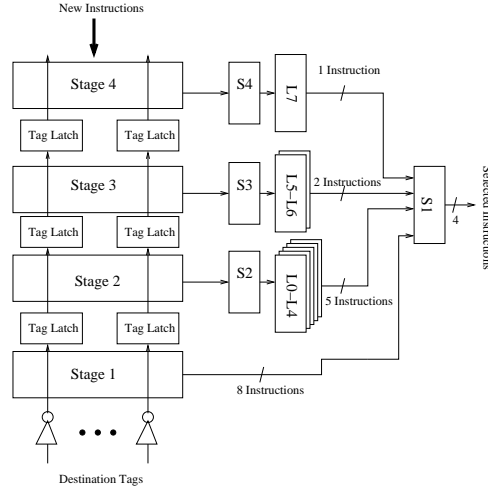 New Instructions
Stage 4
S4
L7
1 Instruction
Tag Latch
Tag Latch
Stage 3
S3
L5-L6
2 Instructions
S1
4
Selected Instructions
Tag Latch
Tag Latch
Stage 2
S2
L0-L4
5 Instructions
Tag Latch
Tag Latch
Stage 1
8 Instructions
Destination Tags